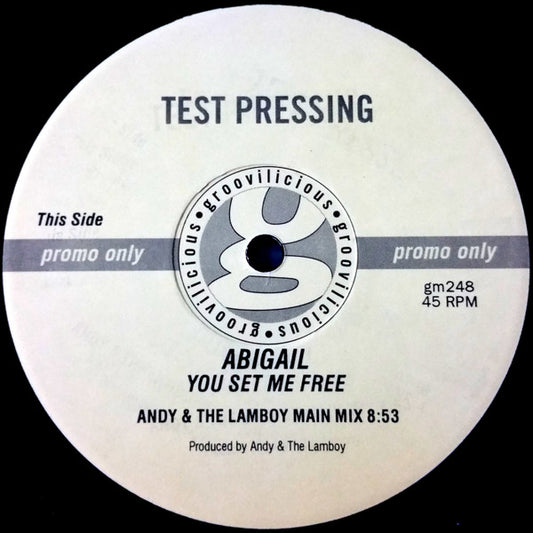 TEST PRESSING
This Side
promo only
promo only
groovilicious • groovilicious • groovilicious •
g
gm248
45 RPM
ABIGAIL
YOU SET ME FREE
ANDY & THE LAMBOY MAIN MIX 8:53
Produced by Andy & The Lamboy